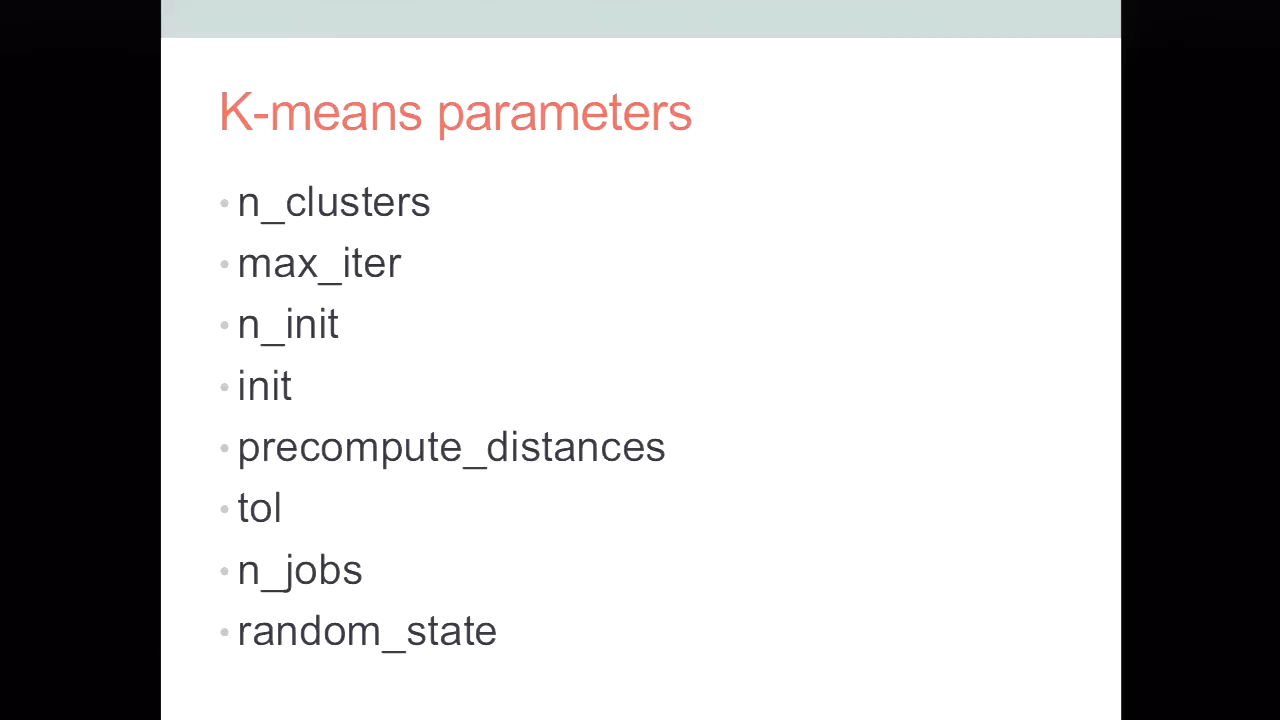 K-means parameters
• n_clusters
• max_iter
• n_init
• init
• precompute_distances
• tol
• n_jobs
• random_state